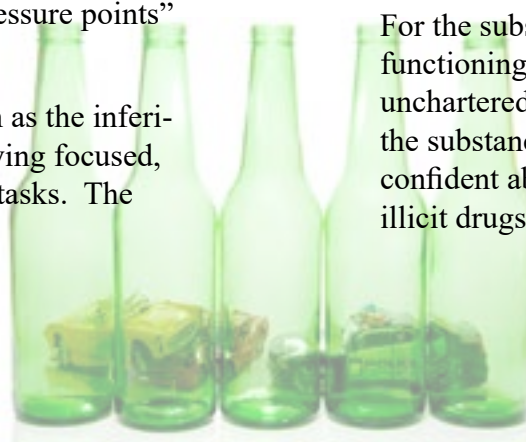 essure points”
as the inferi-
ving focused,
tasks. The
For the subs
functioning
unchartered
the substanc
confident ab
illicit drugs